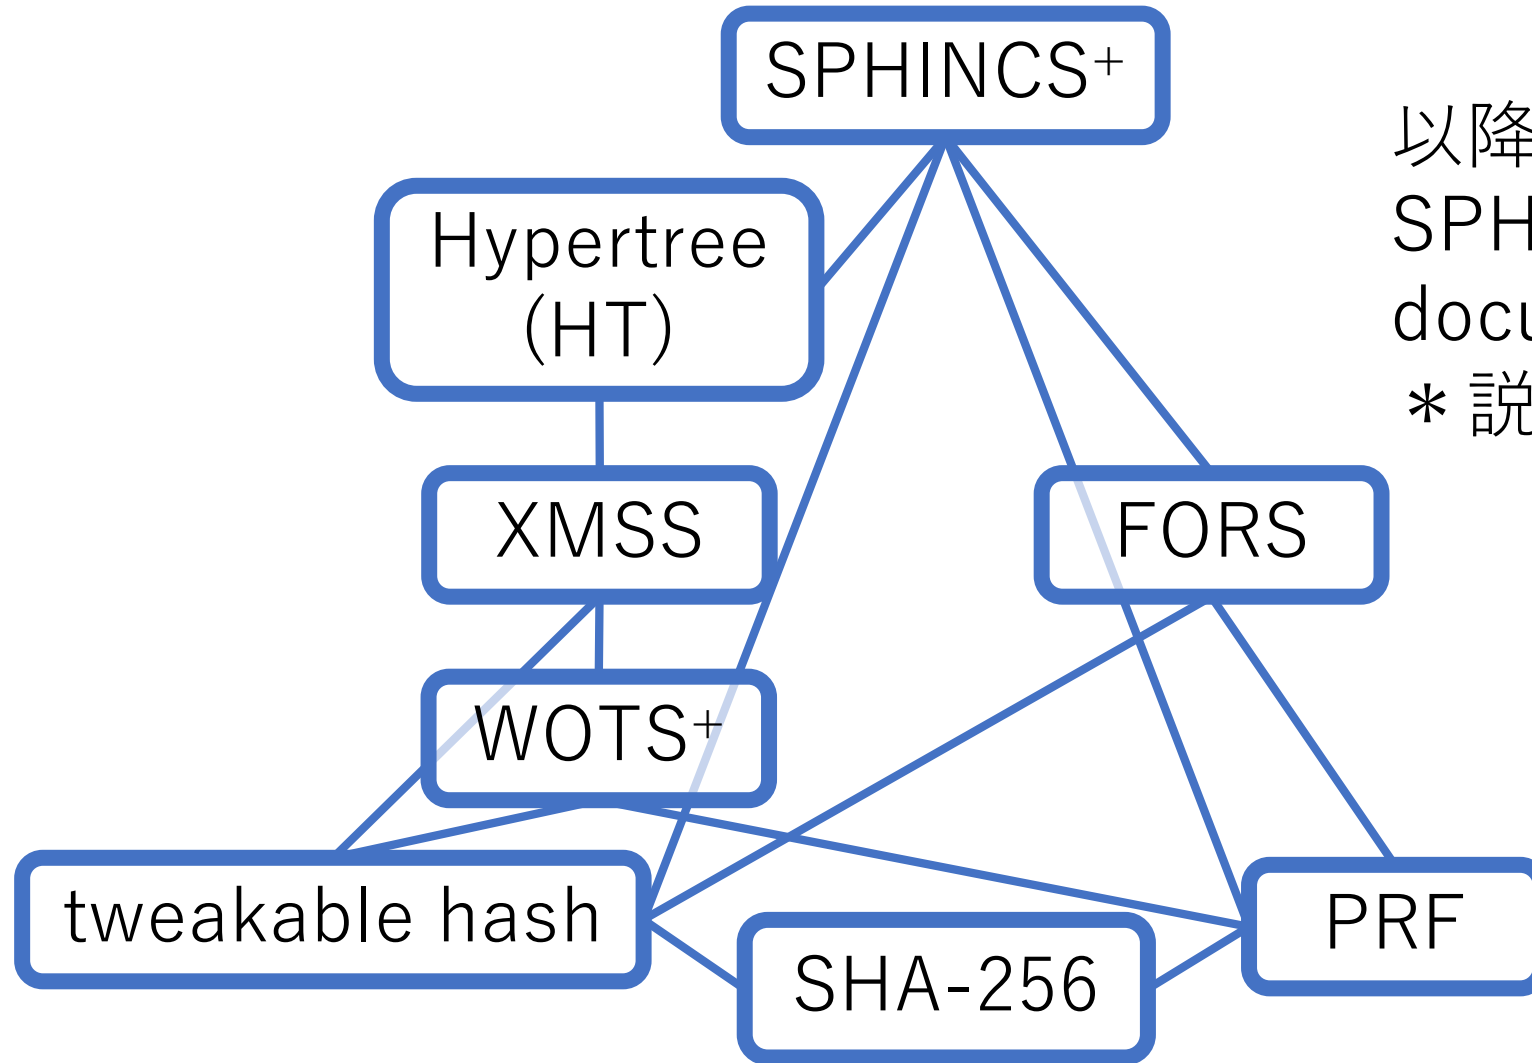 SPHINCS⁺
以降
SPH
docu
＊説
Hypertree
(HT)
XMSS
FORS
WOTS⁺
tweakable hash
PRF
SHA-256